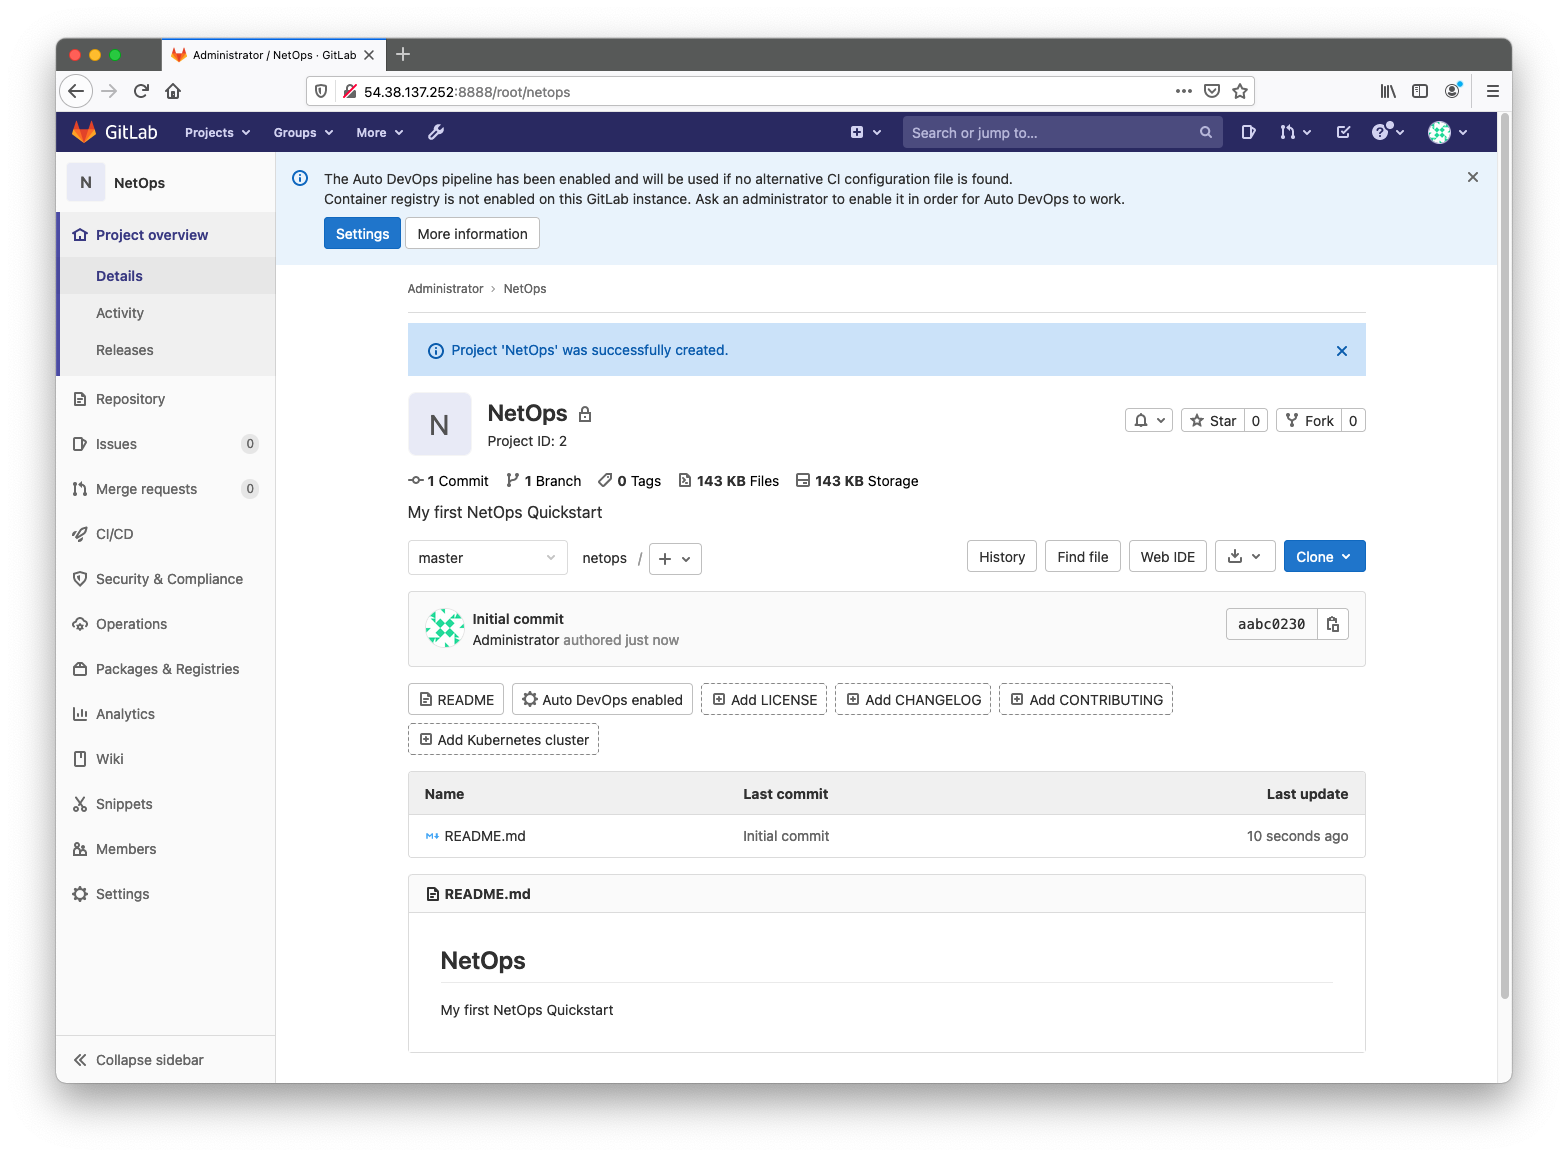 Administrator / NetOps · GitLab
54.38.137.252:8888/root/netops
GitLab Projects Groups More Search or jump to...
N NetOps
The Auto DevOps pipeline has been enabled and will be used if no alternative CI configuration file is found.
Container registry is not enabled on this GitLab instance. Ask an administrator to enable it in order for Auto DevOps to work.
Settings More information
Project overview
Details
Activity
Releases
Repository
Issues 0
Merge requests 0
CI/CD
Security & Compliance
Operations
Packages & Registries
Analytics
Wiki
Snippets
Members
Settings
Collapse sidebar
Administrator › NetOps
Project 'NetOps' was successfully created.
N
NetOps
Project ID: 2
Star 0 Fork 0
1 Commit 1 Branch 0 Tags 143 KB Files 143 KB Storage
My first NetOps Quickstart
master netops / + History Find file Web IDE Clone
Initial commit
Administrator authored just now
aabc0230
README Auto DevOps enabled Add LICENSE Add CHANGELOG Add CONTRIBUTING
Add Kubernetes cluster
Name Last commit Last update
README.md Initial commit 10 seconds ago
README.md
NetOps
My first NetOps Quickstart